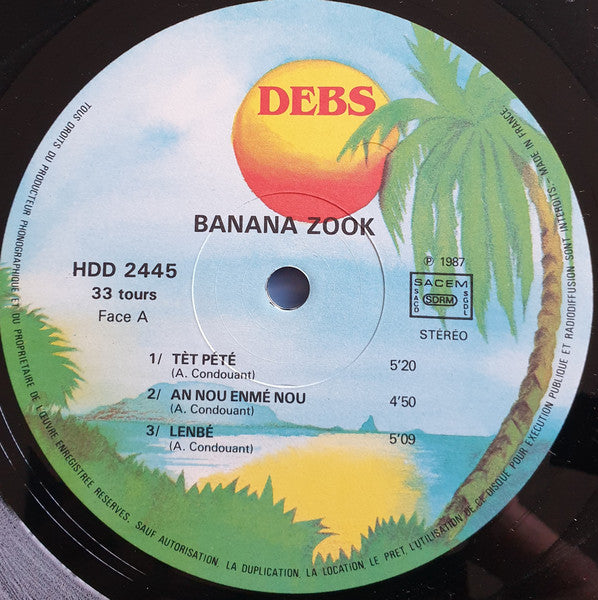 DEBS
BANANA ZOOK
HDD 2445
33 tours
Face A
℗ 1987
SACEM
SACD
SDRM
SGDL
STÉRÉO
1/ TÈT PÉTÉ 5'20
(A. Condouant)
2/ AN NOU ENMÉ NOU 4'50
(A. Condouant)
3/ LENBÉ 5'09
(A. Condouant)
TOUS DROITS DU PRODUCTEUR PHONOGRAPHIQUE ET DU PROPRIETAIRE DE L'ŒUVRE ENREGISTREE RESERVES, SAUF AUTORISATION, LA DUPLICATION, LA LOCATION LE PRET, L'UTILISATION DE CE DISQUE POUR EXECUTION PUBLIQUE ET RADIODIFFUSION SONT INTERDITS – MADE IN FRANCE